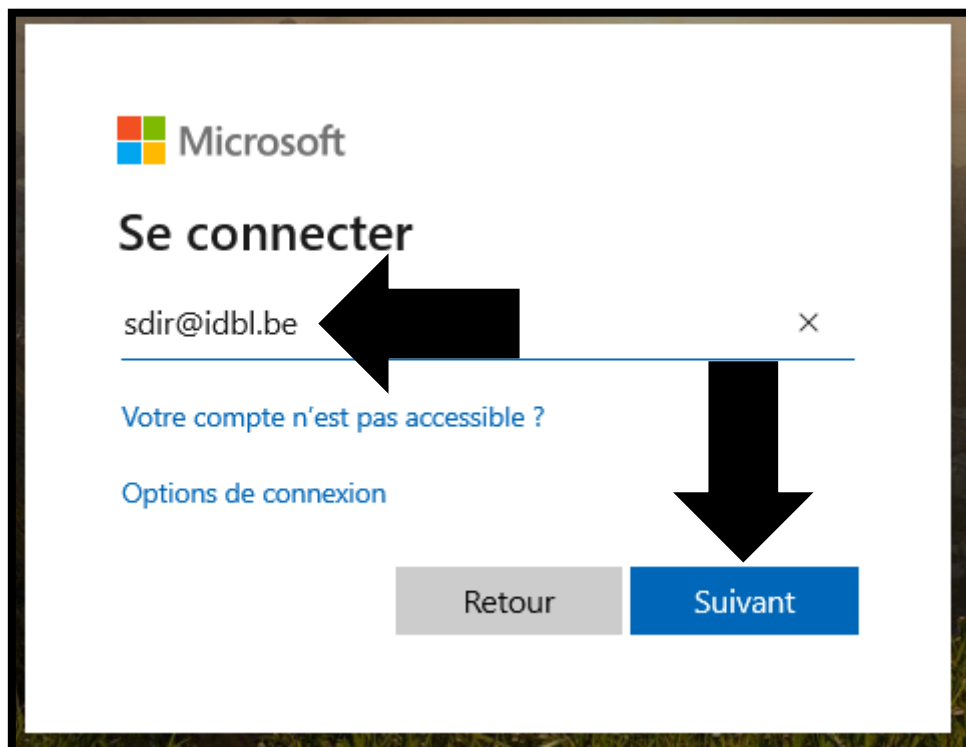 Microsoft
Se connecter
sdir@idbl.be
Votre compte n'est pas accessible ?
Options de connexion
Retour Suivant